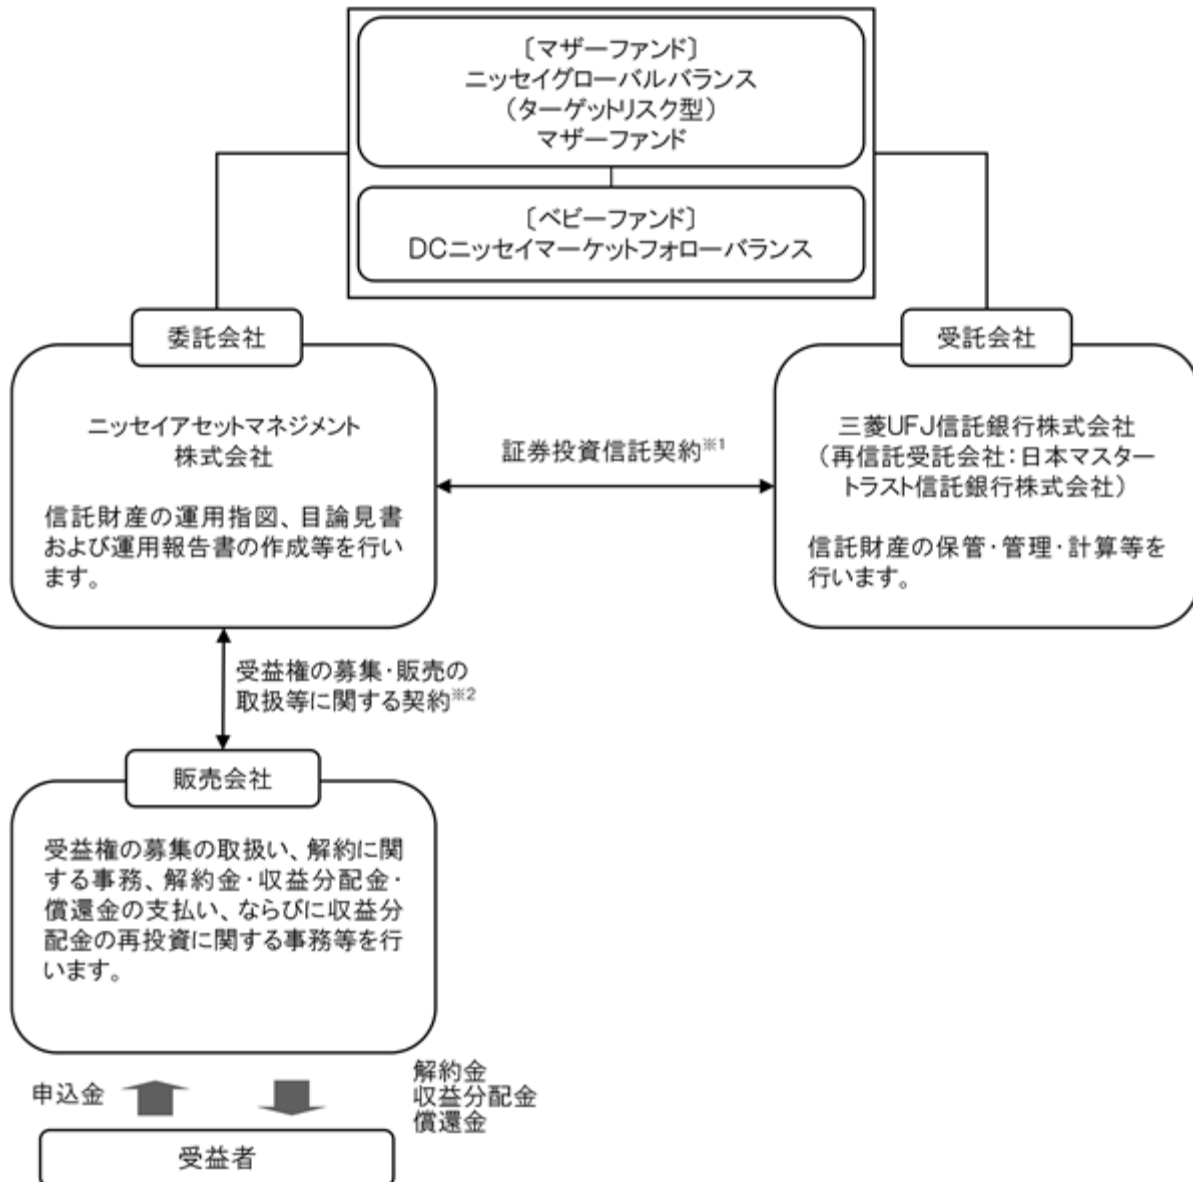 〔マザーファンド〕
ニッセイグローバルバランス
（ターゲットリスク型）
マザーファンド
〔ベビーファンド〕
DCニッセイマーケットフォローバランス
委託会社
ニッセイアセットマネジメント
株式会社
信託財産の運用指図、目論見書
および運用報告書の作成等を行い
ます。
証券投資信託契約※1
受託会社
三菱UFJ信託銀行株式会社
（再信託受託会社：日本マスター
トラスト信託銀行株式会社）
信託財産の保管・管理・計算等を
行います。
受益権の募集・販売の
取扱等に関する契約※2
販売会社
受益権の募集の取扱い、解約に関
する事務、解約金・収益分配金・
償還金の支払い、ならびに収益分
配金の再投資に関する事務等を行
います。
申込金
解約金
収益分配金
償還金
受益者